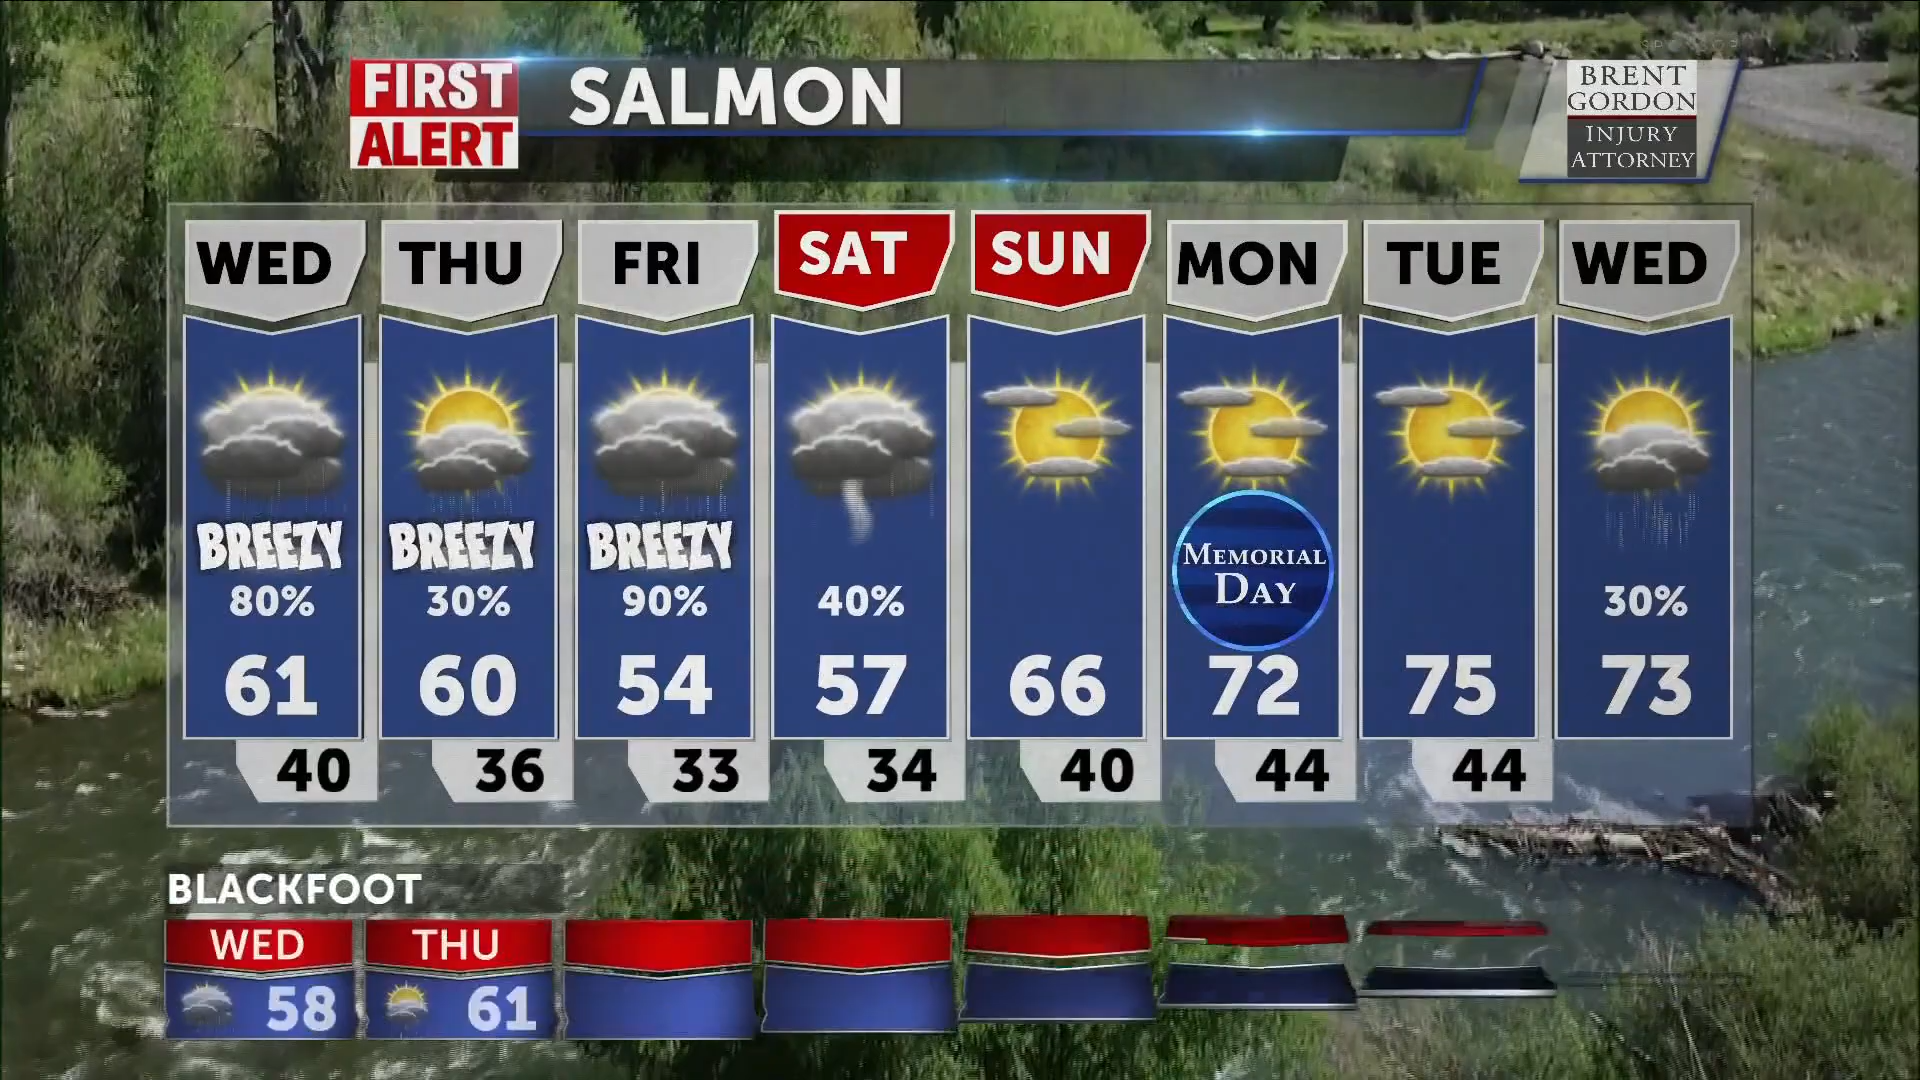 SPONSOR
FIRST
ALERT
SALMON
BRENT
GORDON
INJURY
ATTORNEY
WED THU FRI SAT SUN MON TUE WED
BREEZY BREEZY BREEZY
MEMORIAL
DAY
80% 30% 90% 40% 30%
61 60 54 57 66 72 75 73
40 36 33 34 40 44 44
BLACKFOOT
WED THU
58 61